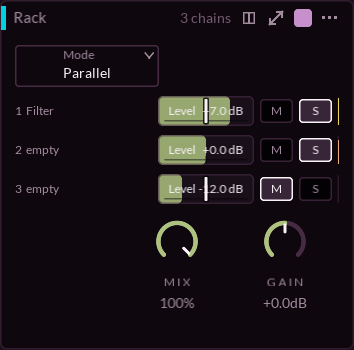 Rack 3 chains
Mode
Parallel
1 Filter Level +7.0 dB M S
2 empty Level +0.0 dB M S
3 empty Level -12.0 dB M S
MIX GAIN
100% +0.0dB